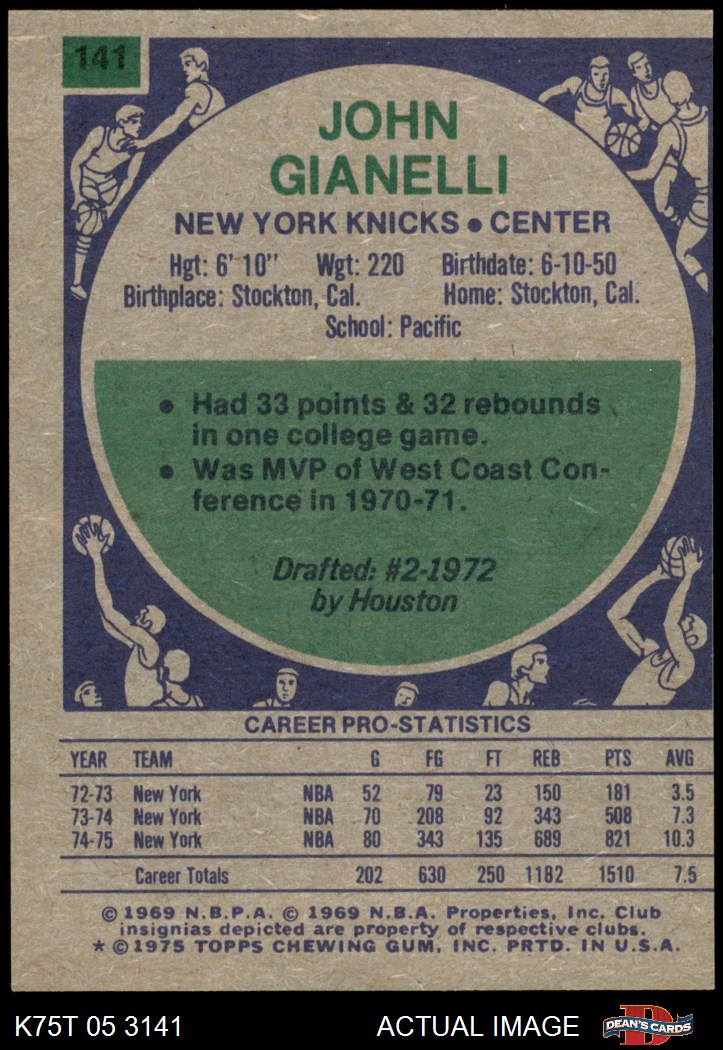 141
JOHN
GIANELLI
NEW YORK KNICKS • CENTER
Hgt: 6' 10" Wgt: 220 Birthdate: 6-10-50
Birthplace: Stockton, Cal. Home: Stockton, Cal.
School: Pacific
• Had 33 points & 32 rebounds
in one college game.
• Was MVP of West Coast Con-
ference in 1970-71.
Drafted: #2-1972
by Houston
CAREER PRO-STATISTICS
YEAR TEAM G FG FT REB PTS AVG
72-73 New York NBA 52 79 23 150 181 3.5
73-74 New York NBA 70 208 92 343 508 7.3
74-75 New York NBA 80 343 135 689 821 10.3
Career Totals 202 630 250 1182 1510 7.5
© 1969 N.B.P.A. © 1969 N.B.A. Properties, Inc. Club
insignias depicted are property of respective clubs.
* © 1975 TOPPS CHEWING GUM, INC. PRTD. IN U.S.A.
K75T 05 3141 ACTUAL IMAGE D DEAN'S CARDS